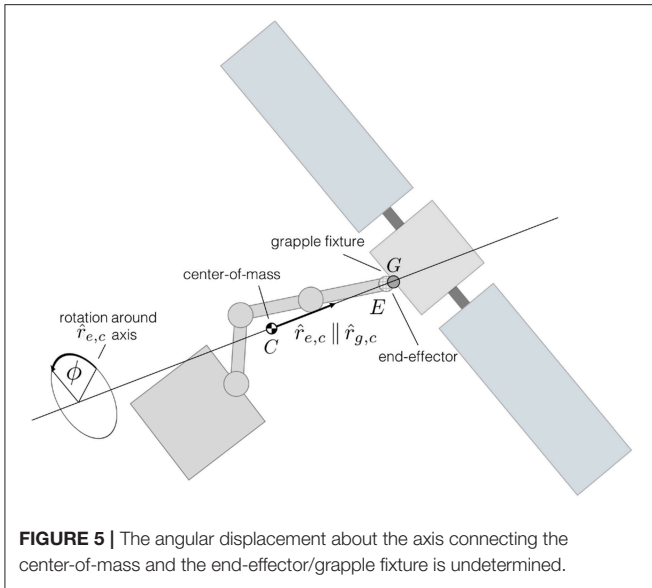 grapple fixture
G
center-of-mass
E
rotation around
r̂e,c axis
C
r̂e,c ∥ r̂g,c
end-effector
ϕ
FIGURE 5 | The angular displacement about the axis connecting the
center-of-mass and the end-effector/grapple fixture is undetermined.